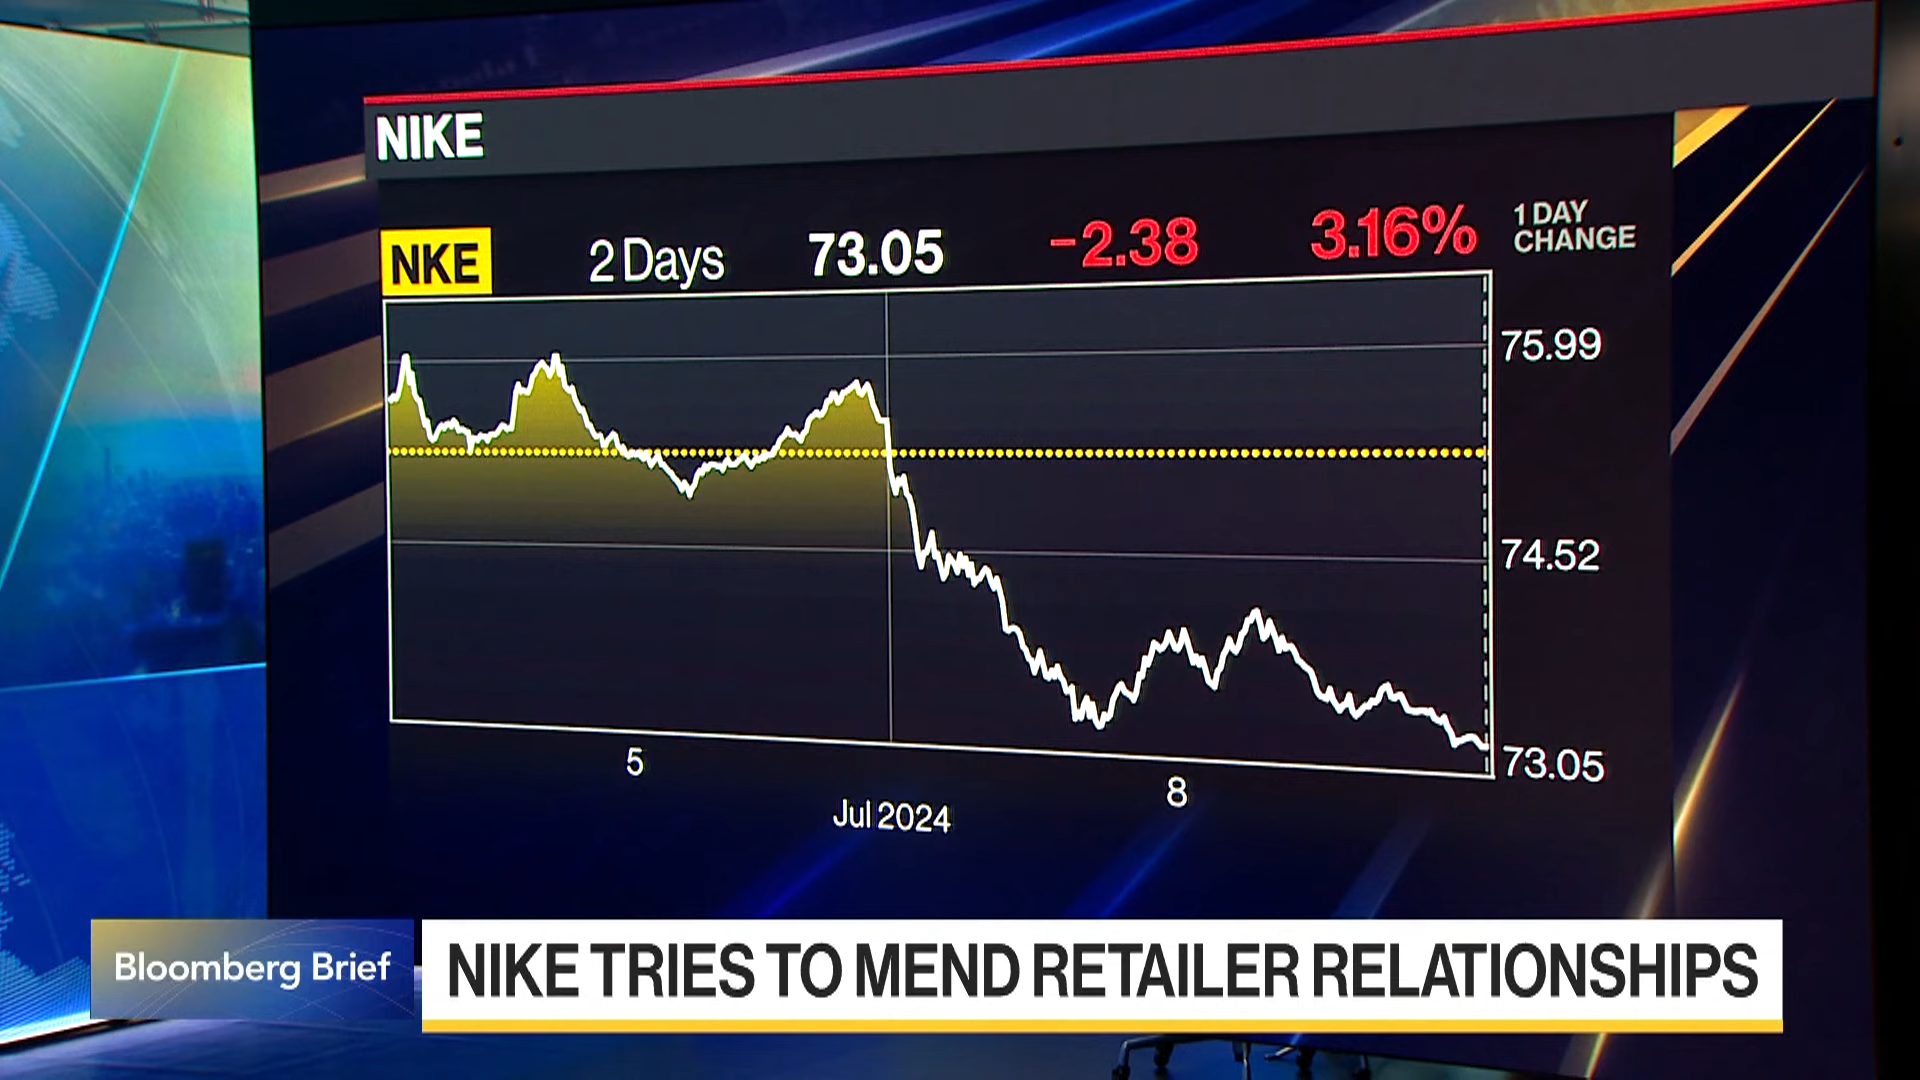 NIKE
NKE 2 Days 73.05 -2.38 3.16% 1 DAY CHANGE
75.99
74.52
73.05
5 8
Jul 2024
Bloomberg Brief
NIKE TRIES TO MEND RETAILER RELATIONSHIPS